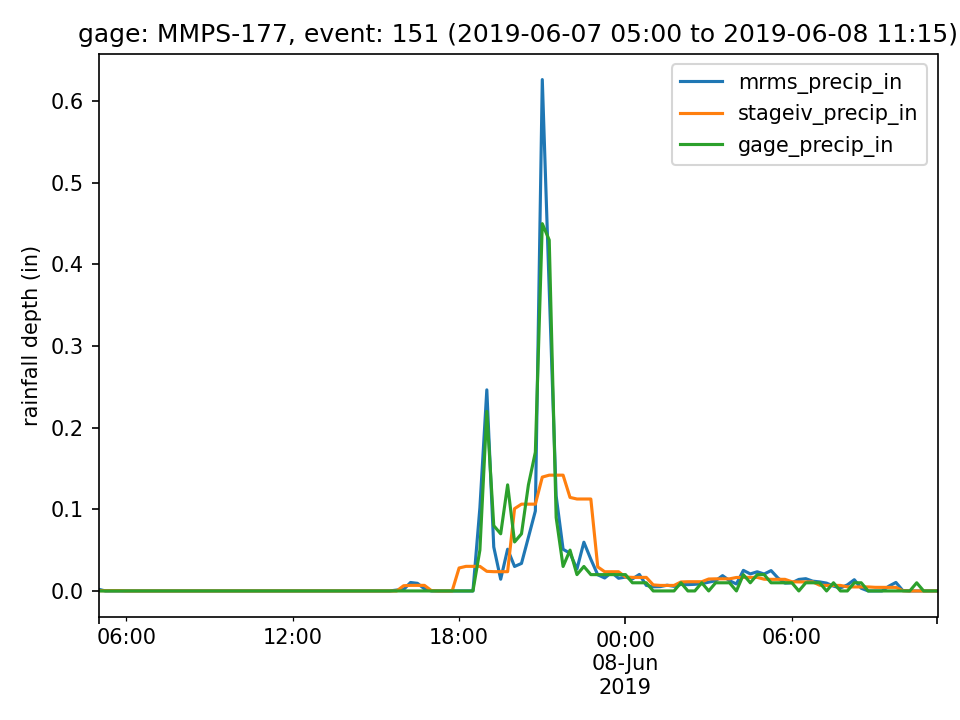 gage: MMPS-177, event: 151 (2019-06-07 05:00 to 2019-06-08 11:15)
mrms_precip_in
stageiv_precip_in
gage_precip_in
rainfall depth (in)
0.6
0.5
0.4
0.3
0.2
0.1
0.0
06:00
12:00
18:00
00:00
08-Jun
2019
06:00